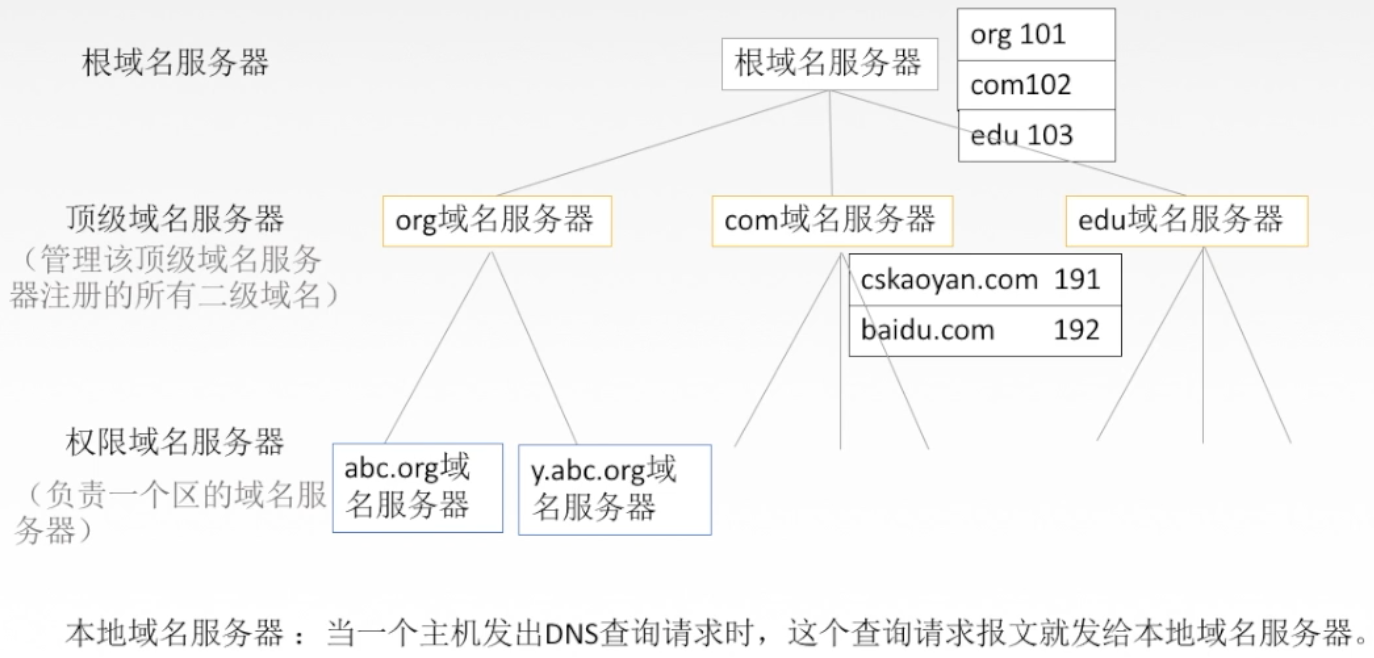 根域名服务器
根域名服务器
org 101
com102
edu 103
顶级域名服务器
（管理该顶级域名服务
器注册的所有二级域名）
org域名服务器
com域名服务器
edu域名服务器
cskaoyan.com 191
baidu.com 192
权限域名服务器
（负责一个区的域名服
务器）
abc.org域
名服务器
y.abc.org域
名服务器
本地域名服务器 ：当一个主机发出DNS查询请求时，这个查询请求报文就发给本地域名服务器。